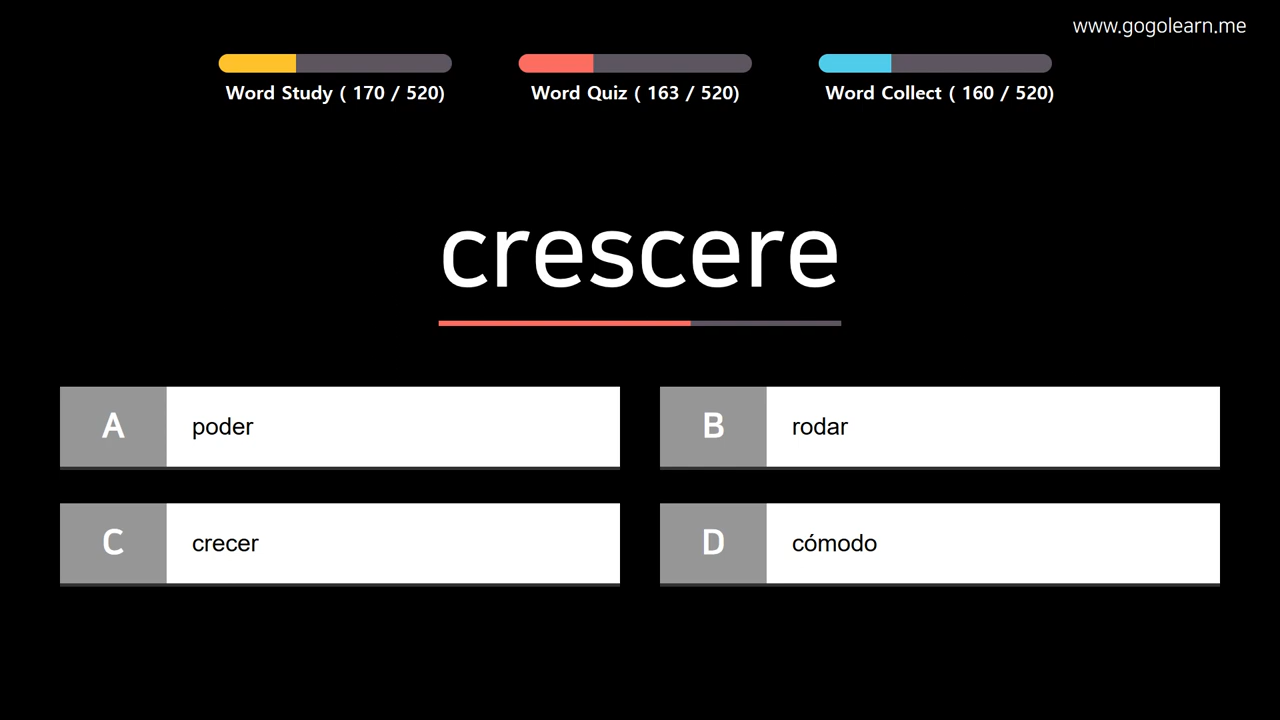 www.gogolearn.me
Word Study ( 170 / 520)
Word Quiz ( 163 / 520)
Word Collect ( 160 / 520)
crescere
A poder
B rodar
C crecer
D cómodo